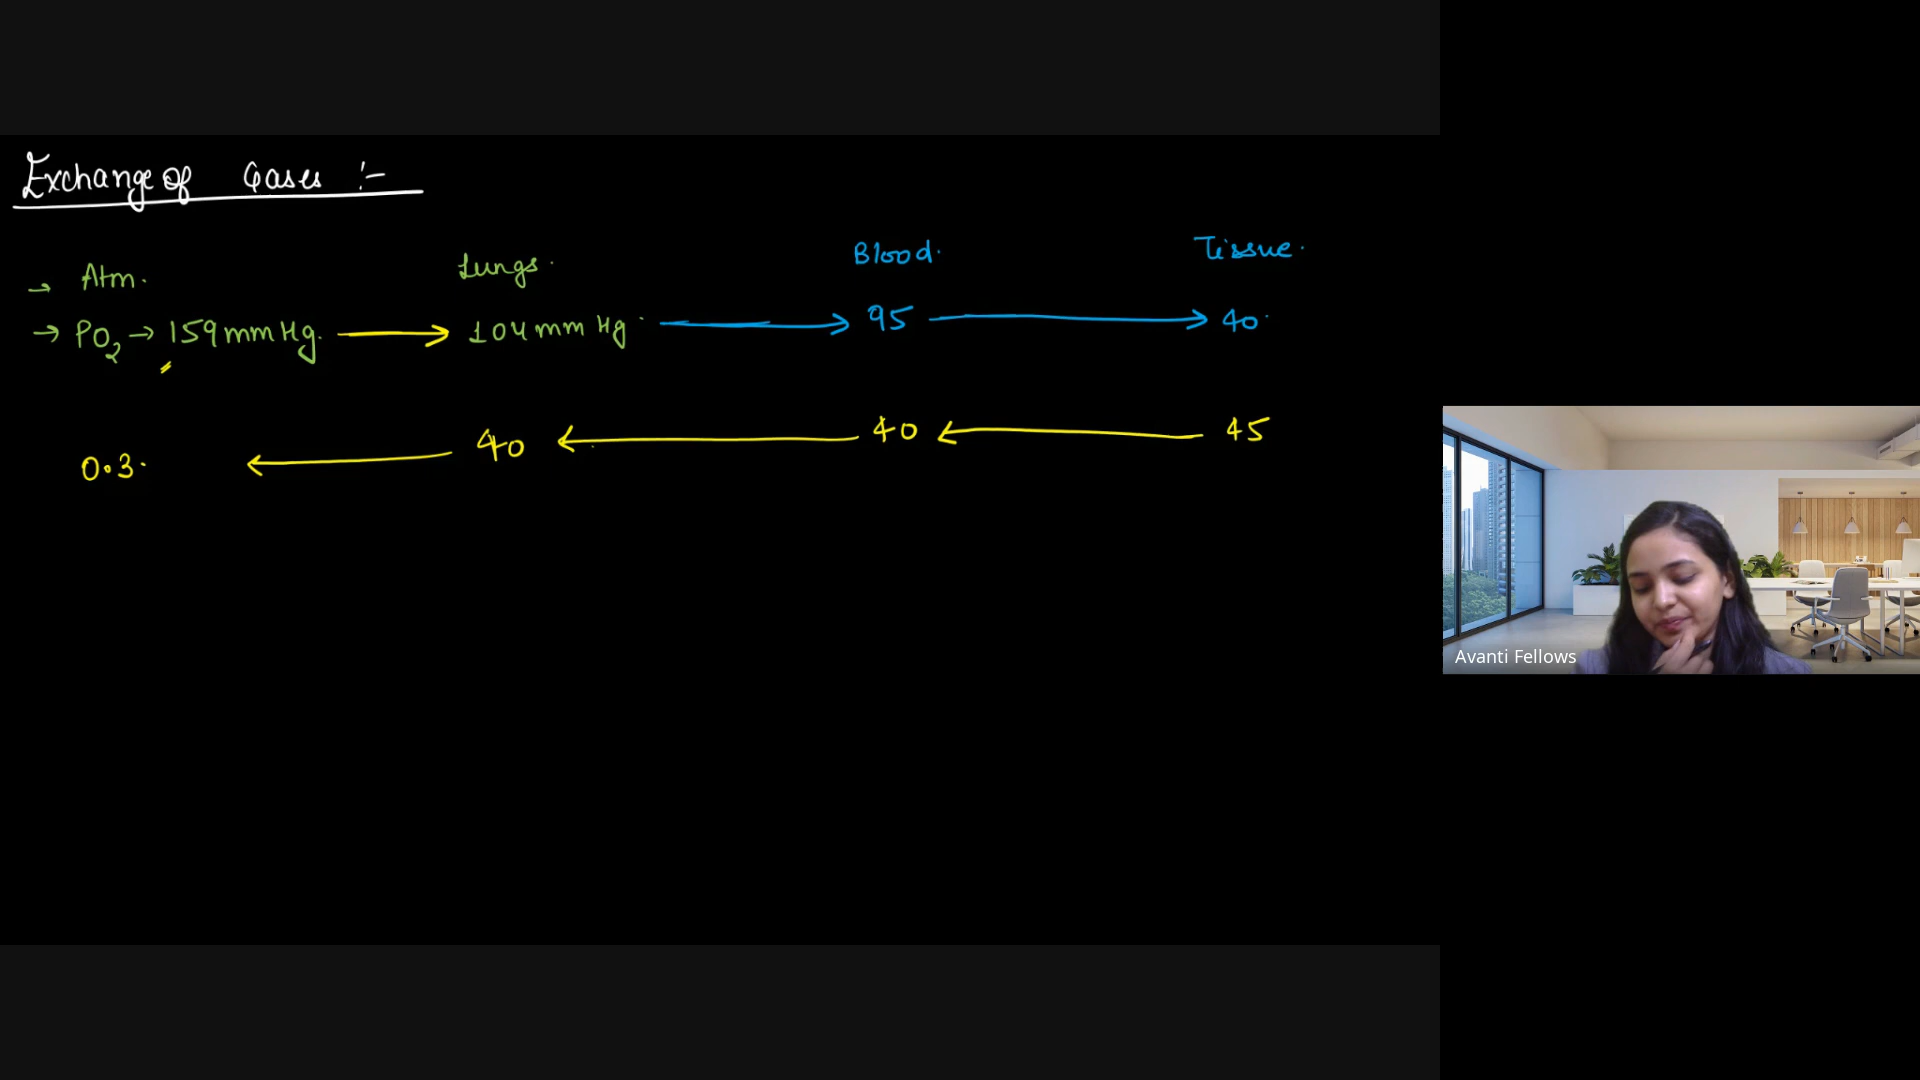 Exchange of Gases :-
→ Atm. Lungs. Blood. Tissue.
→ PO2 → 159 mm Hg. → 104 mm Hg. → 95 → 40.
0.3. ← 40 ← 40 ← 45
Avanti Fellows